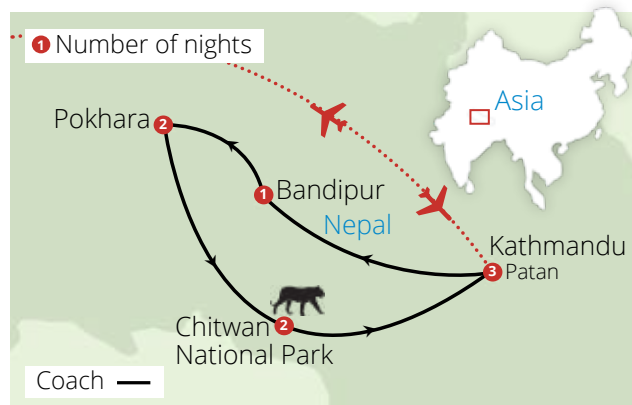 1 Number of nights
Asia
Pokhara 2
1 Bandipur
Nepal
Kathmandu
3 Patan
Chitwan 2
National Park
Coach